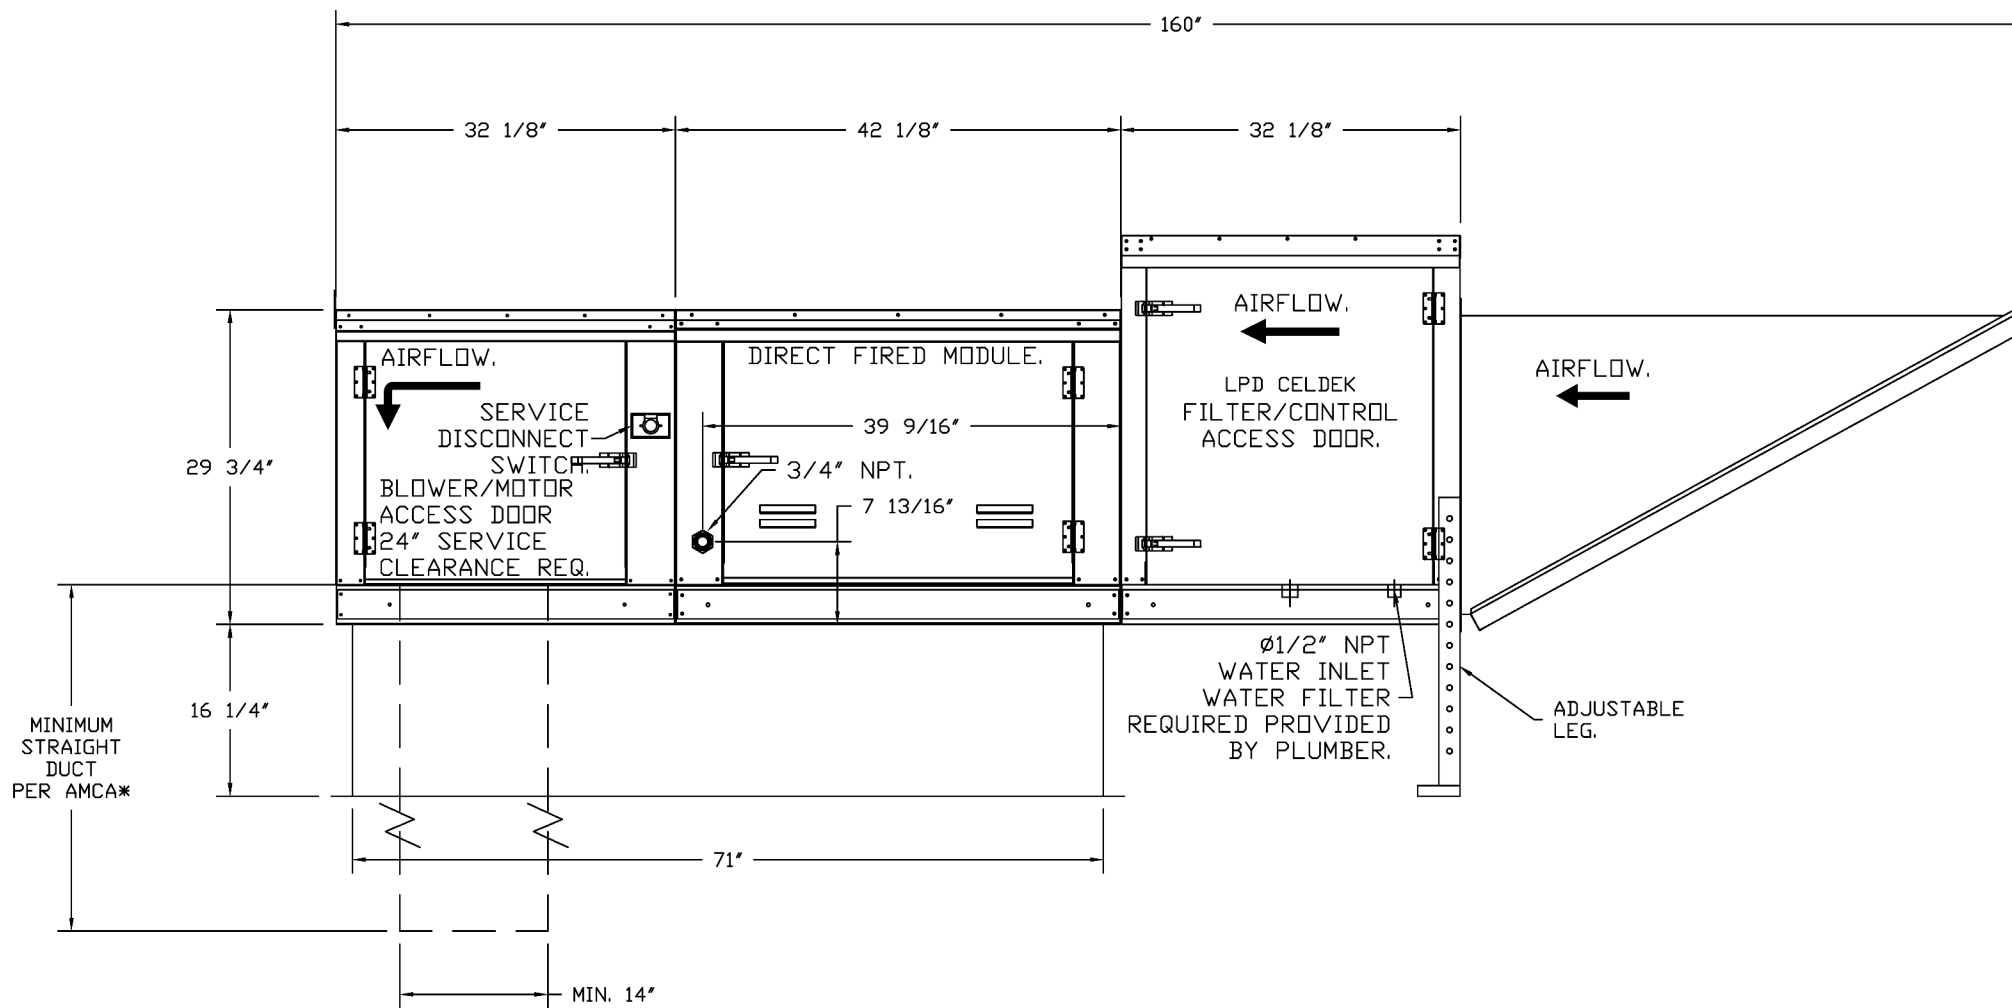 160"
32 1/8"
42 1/8"
32 1/8"
AIRFLOW.
DIRECT FIRED MODULE.
AIRFLOW.
AIRFLOW.
LPD CELDEK
FILTER/CONTROL
ACCESS DOOR.
SERVICE
DISCONNECT
SWITCH.
39 9/16"
29 3/4"
3/4" NPT.
7 13/16"
BLOWER/MOTOR
ACCESS DOOR
24" SERVICE
CLEARANCE REQ.
ø1/2" NPT
WATER INLET
WATER FILTER
REQUIRED PROVIDED
BY PLUMBER.
ADJUSTABLE
LEG.
16 1/4"
MINIMUM
STRAIGHT
DUCT
PER AMCA*
71"
MIN. 14"